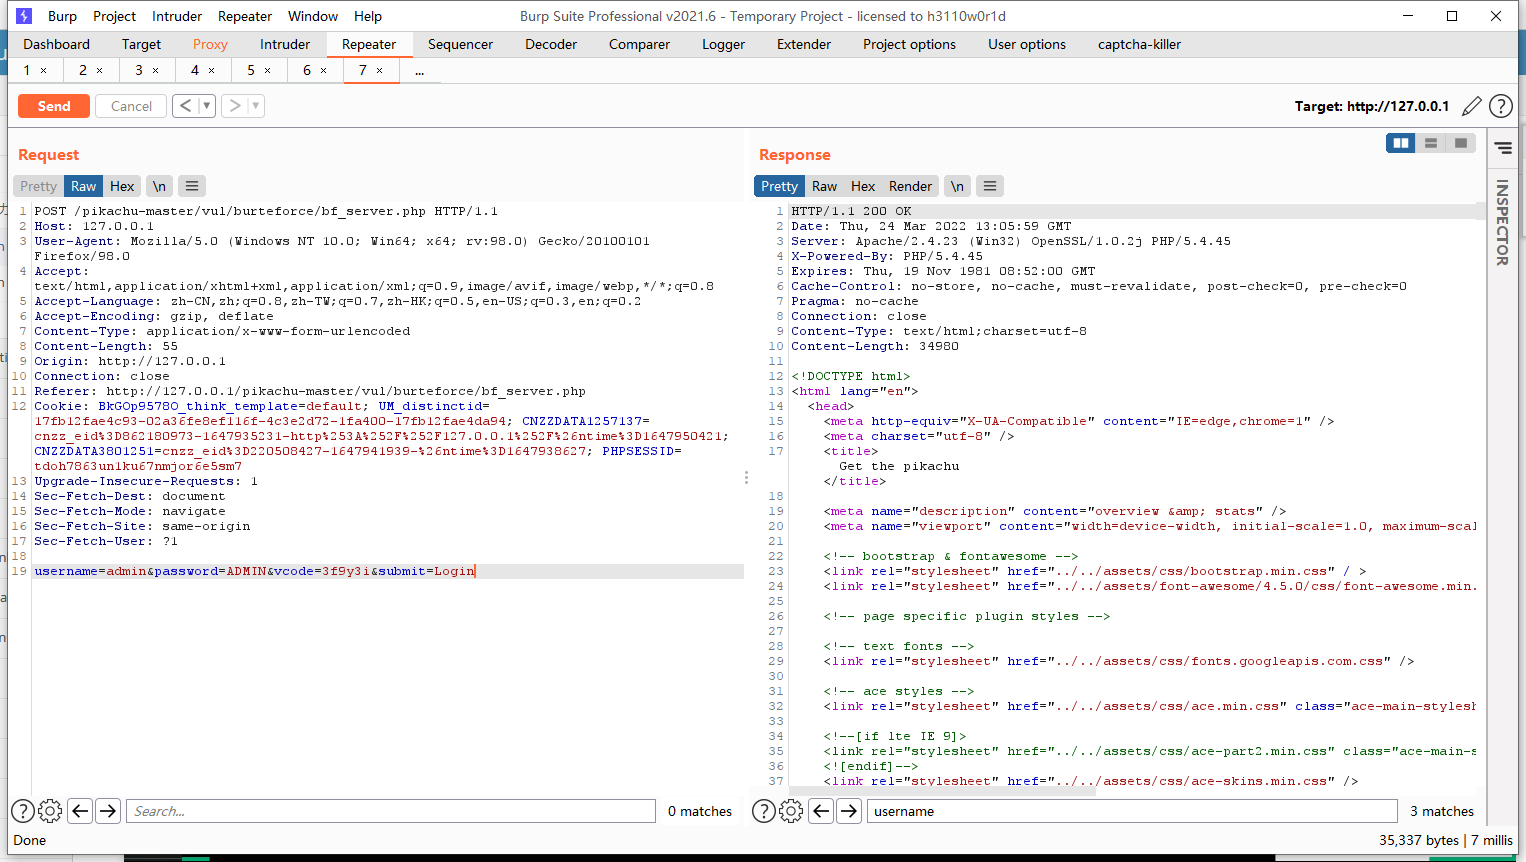 Burp Project Intruder Repeater Window Help Burp Suite Professional v2021.6 - Temporary Project - licensed to h3110w0r1d
Dashboard Target Proxy Intruder Repeater Sequencer Decoder Comparer Logger Extender Project options User options captcha-killer
1 × 2 × 3 × 4 × 5 × 6 × 7 × ...
Send Cancel < > Target: http://127.0.0.1
Request
Pretty Raw Hex \n
1 POST /pikachu-master/vul/burteforce/bf_server.php HTTP/1.1
2 Host: 127.0.0.1
3 User-Agent: Mozilla/5.0 (Windows NT 10.0; Win64; x64; rv:98.0) Gecko/20100101
Firefox/98.0
4 Accept:
text/html,application/xhtml+xml,application/xml;q=0.9,image/avif,image/webp,*/*;q=0.8
5 Accept-Language: zh-CN,zh;q=0.8,zh-TW;q=0.7,zh-HK;q=0.5,en-US;q=0.3,en;q=0.2
6 Accept-Encoding: gzip, deflate
7 Content-Type: application/x-www-form-urlencoded
8 Content-Length: 55
9 Origin: http://127.0.0.1
10 Connection: close
11 Referer: http://127.0.0.1/pikachu-master/vul/burteforce/bf_server.php
12 Cookie: BkGOp9578O_think_template=default; UM_distinctid=
17fb12fae4c93-02a36fe8ef116f-4c3e2d72-1fa400-17fb12fae4da94; CNZZDATA1257137=
cnzz_eid%3D862180973-1647935231-http%253A%252F%252F127.0.0.1%252F%26ntime%3D1647950421;
CNZZDATA3801251=cnzz_eid%3D220508427-1647941939-%26ntime%3D1647938627; PHPSESSID=
tdoh7863un1ku67nmjor6e5sm7
13 Upgrade-Insecure-Requests: 1
14 Sec-Fetch-Dest: document
15 Sec-Fetch-Mode: navigate
16 Sec-Fetch-Site: same-origin
17 Sec-Fetch-User: ?1
18
19 username=admin&password=ADMIN&vcode=3f9y3i&submit=Login
Search... 0 matches
Response
Pretty Raw Hex Render \n
1 HTTP/1.1 200 OK
2 Date: Thu, 24 Mar 2022 13:05:59 GMT
3 Server: Apache/2.4.23 (Win32) OpenSSL/1.0.2j PHP/5.4.45
4 X-Powered-By: PHP/5.4.45
5 Expires: Thu, 19 Nov 1981 08:52:00 GMT
6 Cache-Control: no-store, no-cache, must-revalidate, post-check=0, pre-check=0
7 Pragma: no-cache
8 Connection: close
9 Content-Type: text/html;charset=utf-8
10 Content-Length: 34980
11
12 <!DOCTYPE html>
13 <html lang="en">
14 <head>
15 <meta http-equiv="X-UA-Compatible" content="IE=edge,chrome=1" />
16 <meta charset="utf-8" />
17 <title>
Get the pikachu
</title>
18
19 <meta name="description" content="overview &amp; stats" />
20 <meta name="viewport" content="width=device-width, initial-scale=1.0, maximum-scal
21
22 <!-- bootstrap & fontawesome -->
23 <link rel="stylesheet" href="../../assets/css/bootstrap.min.css" / >
24 <link rel="stylesheet" href="../../assets/font-awesome/4.5.0/css/font-awesome.min.
25
26 <!-- page specific plugin styles -->
27
28 <!-- text fonts -->
29 <link rel="stylesheet" href="../../assets/css/fonts.googleapis.com.css" />
30
31 <!-- ace styles -->
32 <link rel="stylesheet" href="../../assets/css/ace.min.css" class="ace-main-stylesh
33
34 <!--[if lte IE 9]>
35 <link rel="stylesheet" href="../../assets/css/ace-part2.min.css" class="ace-main-s
36 <![endif]-->
37 <link rel="stylesheet" href="../../assets/css/ace-skins.min.css" />
username 3 matches
INSPECTOR
Done 35,337 bytes | 7 millis